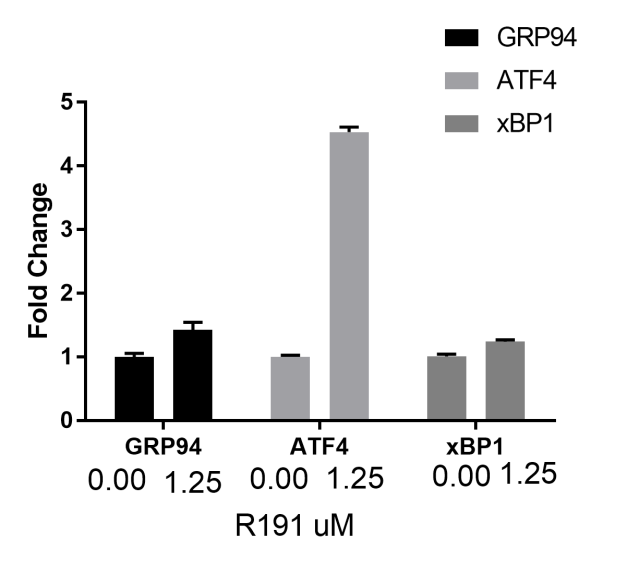 GRP94
ATF4
xBP1
5
4
3
2
1
0
Fold Change
GRP94 ATF4 xBP1
0.00 1.25 0.00 1.25 0.00 1.25
R191 uM